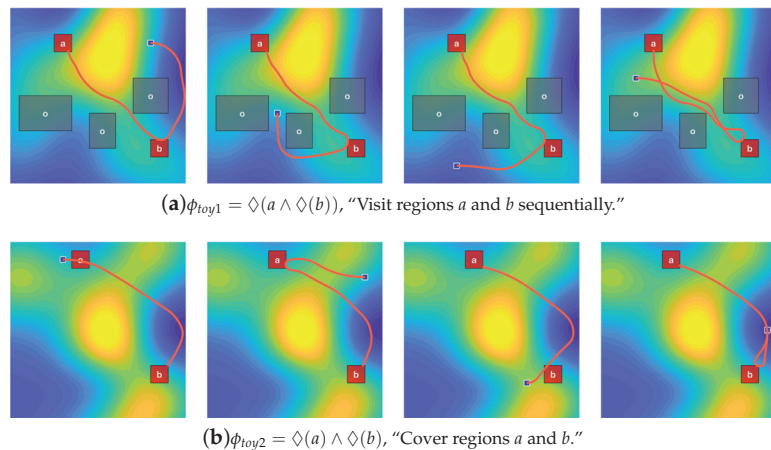 a a a a
o o o o
o o o o
o o o o
b b b b
(a)ϕtoy1 = ◊(a ∧ ◊(b)), “Visit regions a and b sequentially.”
a a a a
b b b b
(b)ϕtoy2 = ◊(a) ∧ ◊(b), “Cover regions a and b.”